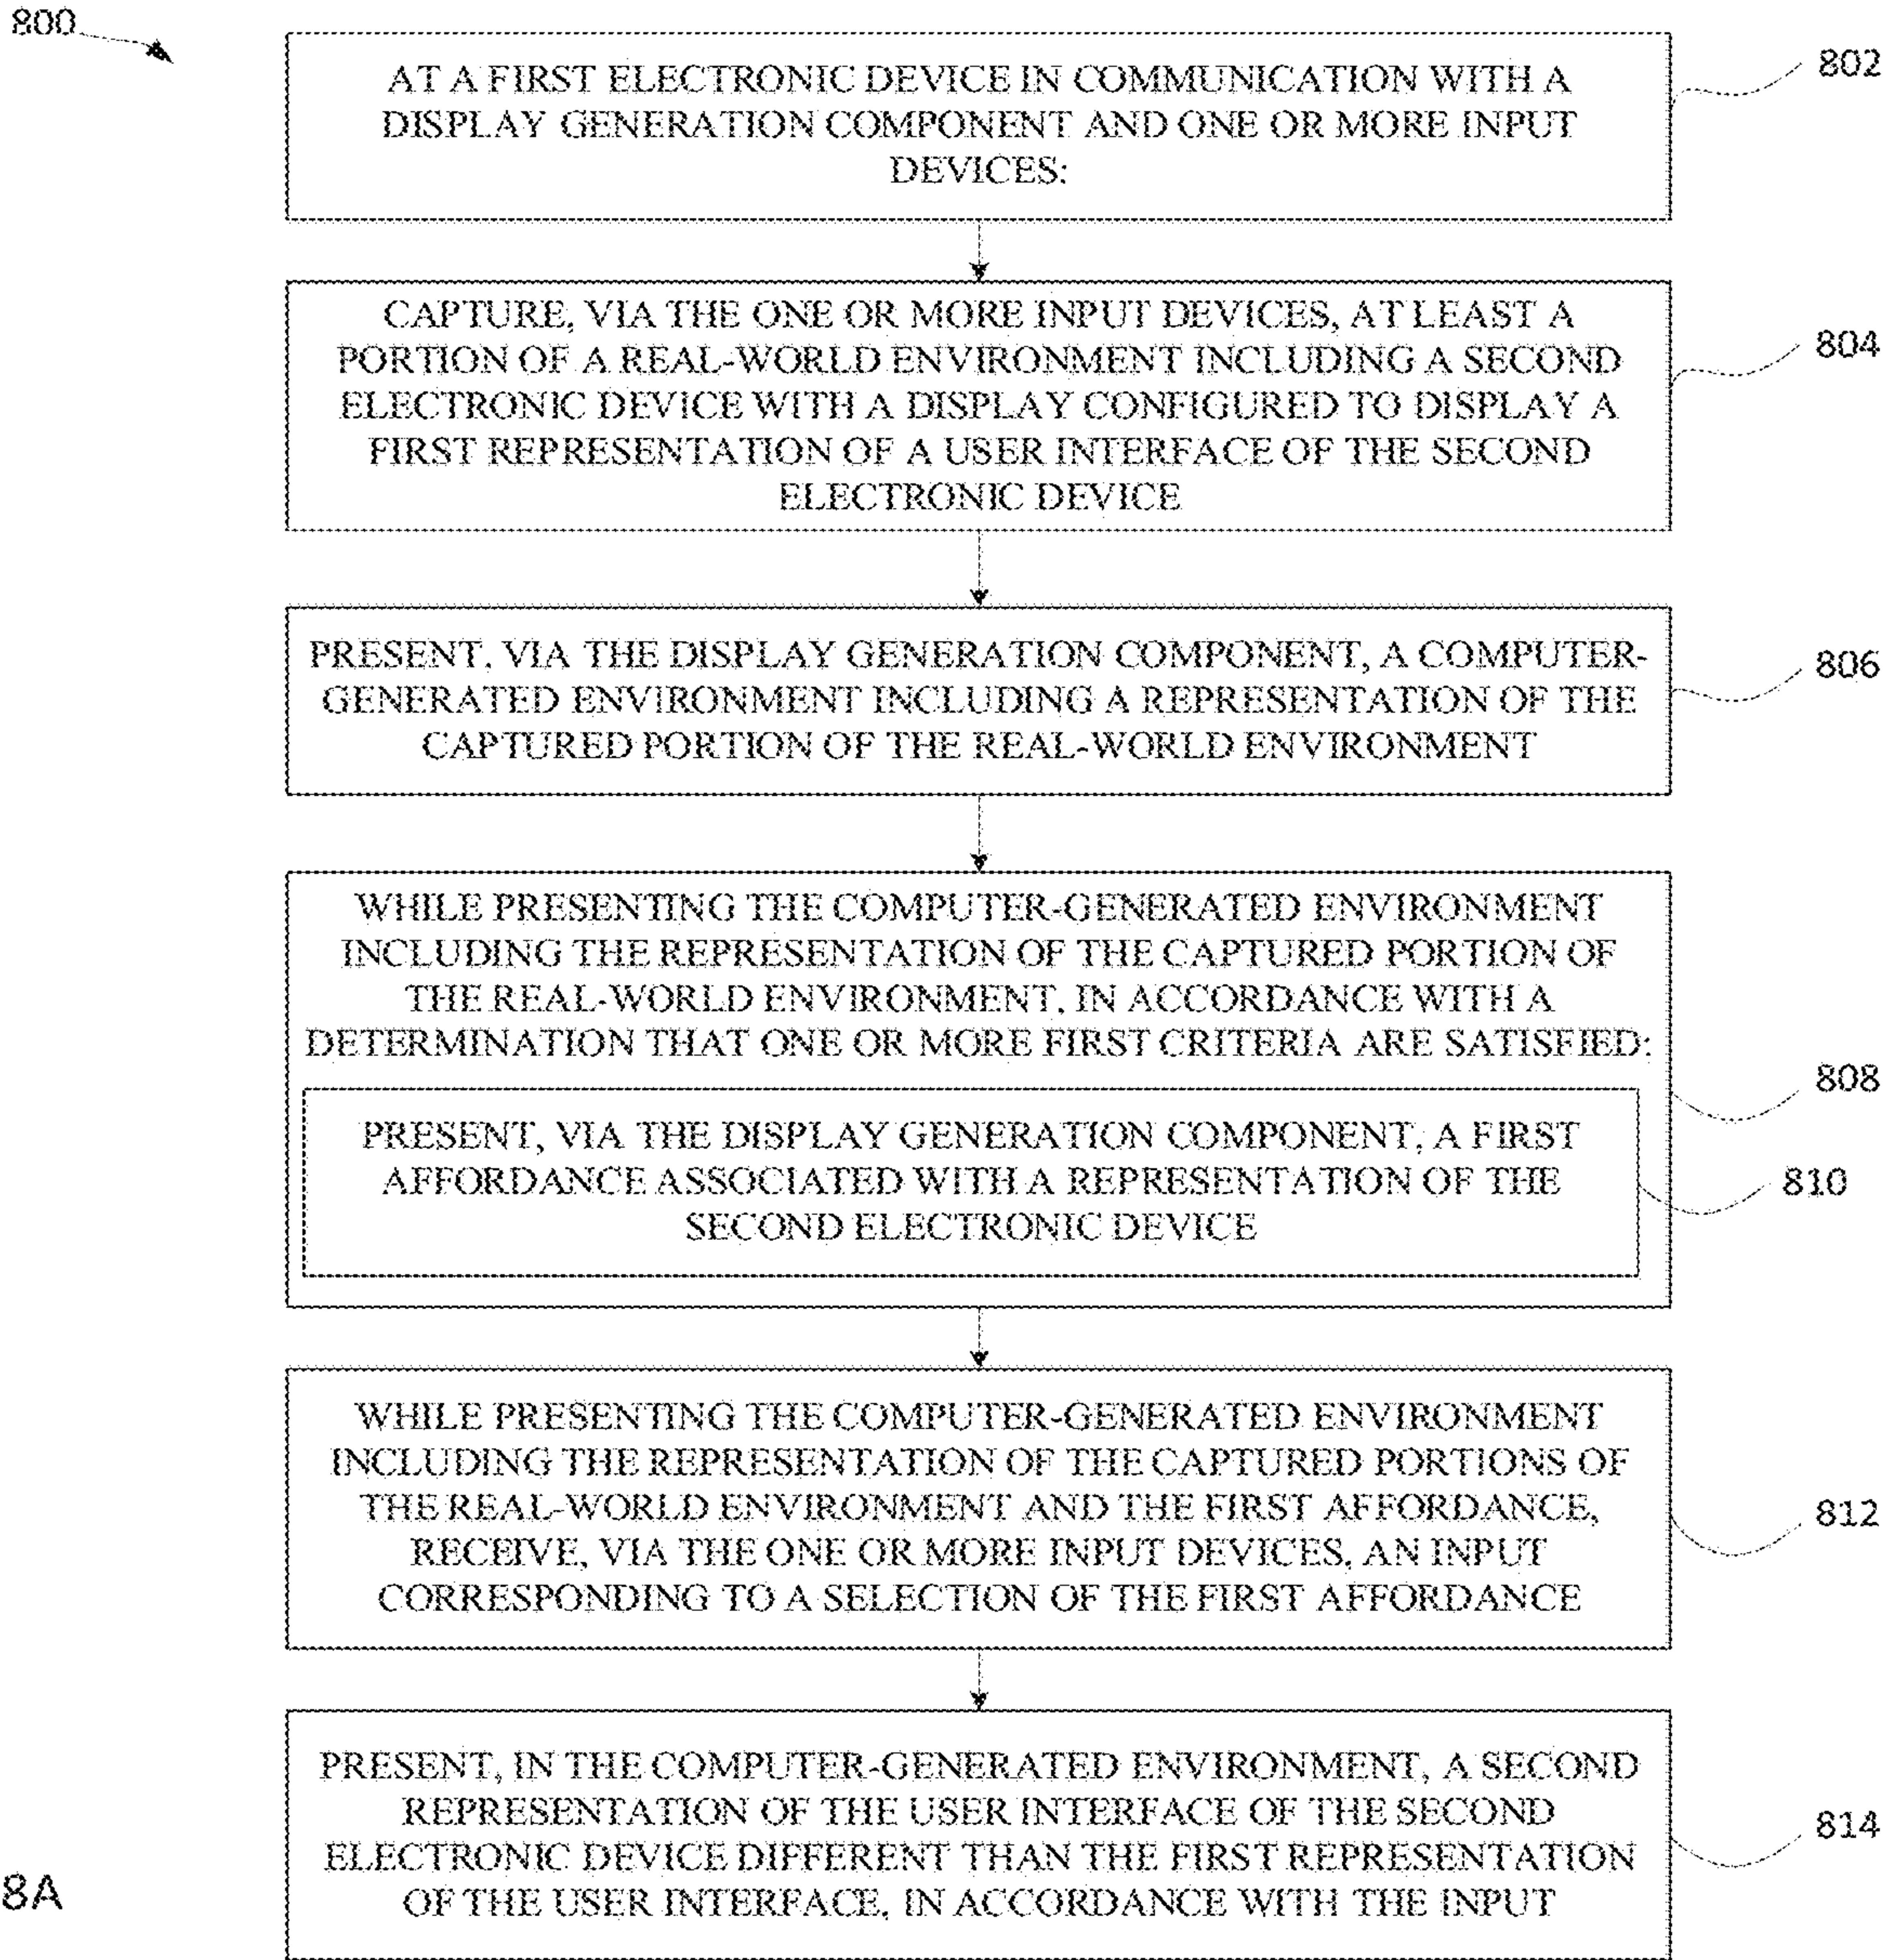 800
AT A FIRST ELECTRONIC DEVICE IN COMMUNICATION WITH A
DISPLAY GENERATION COMPONENT AND ONE OR MORE INPUT
DEVICES:
802
CAPTURE, VIA THE ONE OR MORE INPUT DEVICES, AT LEAST A
PORTION OF A REAL-WORLD ENVIRONMENT INCLUDING A SECOND
ELECTRONIC DEVICE WITH A DISPLAY CONFIGURED TO DISPLAY A
FIRST REPRESENTATION OF A USER INTERFACE OF THE SECOND
ELECTRONIC DEVICE
804
PRESENT, VIA THE DISPLAY GENERATION COMPONENT, A COMPUTER-
GENERATED ENVIRONMENT INCLUDING A REPRESENTATION OF THE
CAPTURED PORTION OF THE REAL-WORLD ENVIRONMENT
806
WHILE PRESENTING THE COMPUTER-GENERATED ENVIRONMENT
INCLUDING THE REPRESENTATION OF THE CAPTURED PORTION OF
THE REAL-WORLD ENVIRONMENT, IN ACCORDANCE WITH A
DETERMINATION THAT ONE OR MORE FIRST CRITERIA ARE SATISFIED:
808
PRESENT, VIA THE DISPLAY GENERATION COMPONENT, A FIRST
AFFORDANCE ASSOCIATED WITH A REPRESENTATION OF THE
SECOND ELECTRONIC DEVICE
810
WHILE PRESENTING THE COMPUTER-GENERATED ENVIRONMENT
INCLUDING THE REPRESENTATION OF THE CAPTURED PORTIONS OF
THE REAL-WORLD ENVIRONMENT AND THE FIRST AFFORDANCE,
RECEIVE, VIA THE ONE OR MORE INPUT DEVICES, AN INPUT
CORRESPONDING TO A SELECTION OF THE FIRST AFFORDANCE
812
PRESENT, IN THE COMPUTER-GENERATED ENVIRONMENT, A SECOND
REPRESENTATION OF THE USER INTERFACE OF THE SECOND
ELECTRONIC DEVICE DIFFERENT THAN THE FIRST REPRESENTATION
OF THE USER INTERFACE, IN ACCORDANCE WITH THE INPUT
814
8A